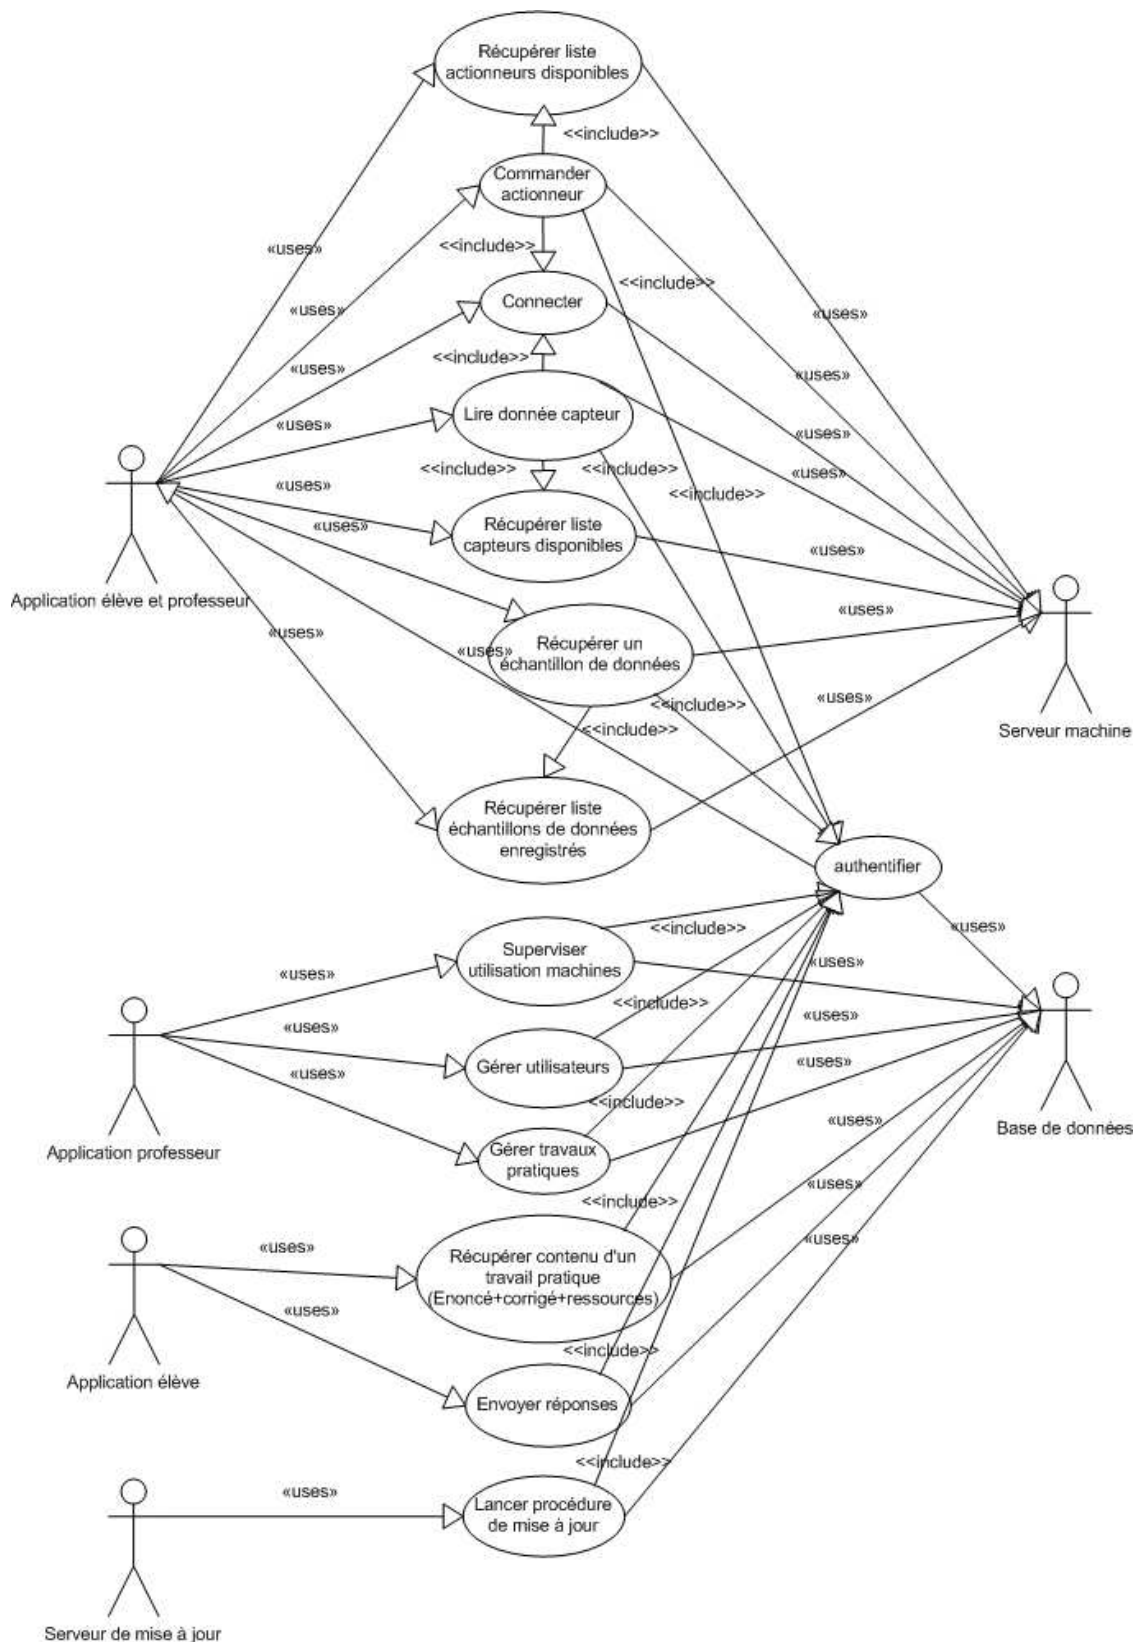 Récupérer liste
actionneurs disponibles
<<include>>
Commander
actionneur
«uses»
<<include>>
<<include>>
«uses»
Connecter
«uses»
<<include>>
«uses»
«uses»
Lire donnée capteur
«uses»
«uses»
<<include>>
<<include>>
«uses»
«uses»
<<include>>
«uses»
Récupérer liste
capteurs disponibles
«uses»
Application élève et professeur
«uses»
«uses»
Récupérer un
échantillon de données
«uses»
<<include>>
«uses»
<<include>>
Serveur machine
Récupérer liste
échantillons de données
enregistrés
authentifier
<<include>>
«uses»
Superviser
utilisation machines
«uses»
«uses»
<<include>>
«uses»
«uses»
Gérer utilisateurs
«uses»
«uses»
<<include>>
«uses»
Base de données
Application professeur
Gérer travaux
pratiques
«uses»
<<include>>
«uses»
Récupérer contenu d'un
travail pratique
(Enoncé+corrigé+ressources)
«uses»
«uses»
<<include>>
Application élève
Envoyer réponses
<<include>>
«uses»
Lancer procédure
de mise à jour
Serveur de mise à jour